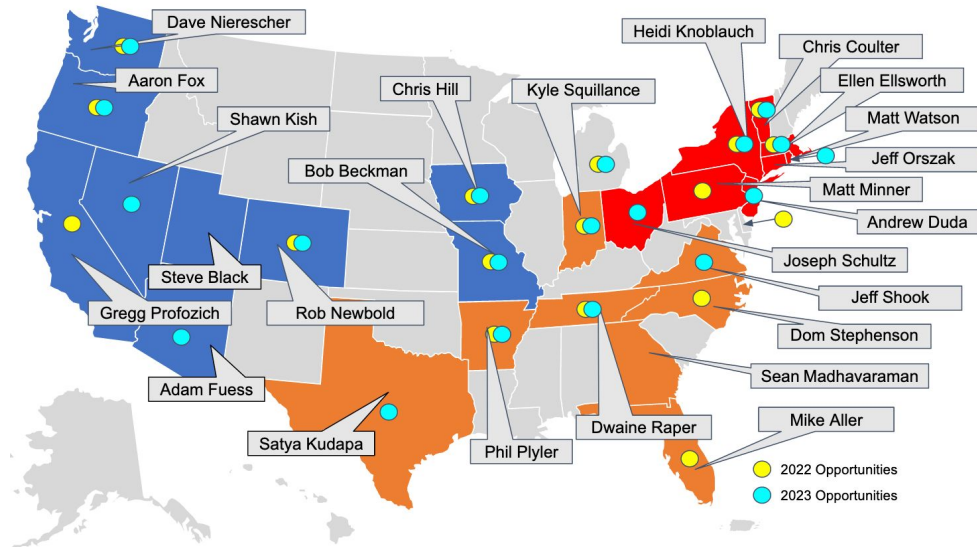 Dave Nierescher
Heidi Knoblauch
Chris Coulter
Aaron Fox
Chris Hill
Kyle Squillance
Ellen Ellsworth
Shawn Kish
Matt Watson
Bob Beckman
Jeff Orszak
Matt Minner
Andrew Duda
Joseph Schultz
Steve Black
Jeff Shook
Gregg Profozich
Rob Newbold
Dom Stephenson
Sean Madhavaraman
Adam Fuess
Mike Aller
Satya Kudapa
Phil Plyler
Dwaine Raper
2022 Opportunities
2023 Opportunities